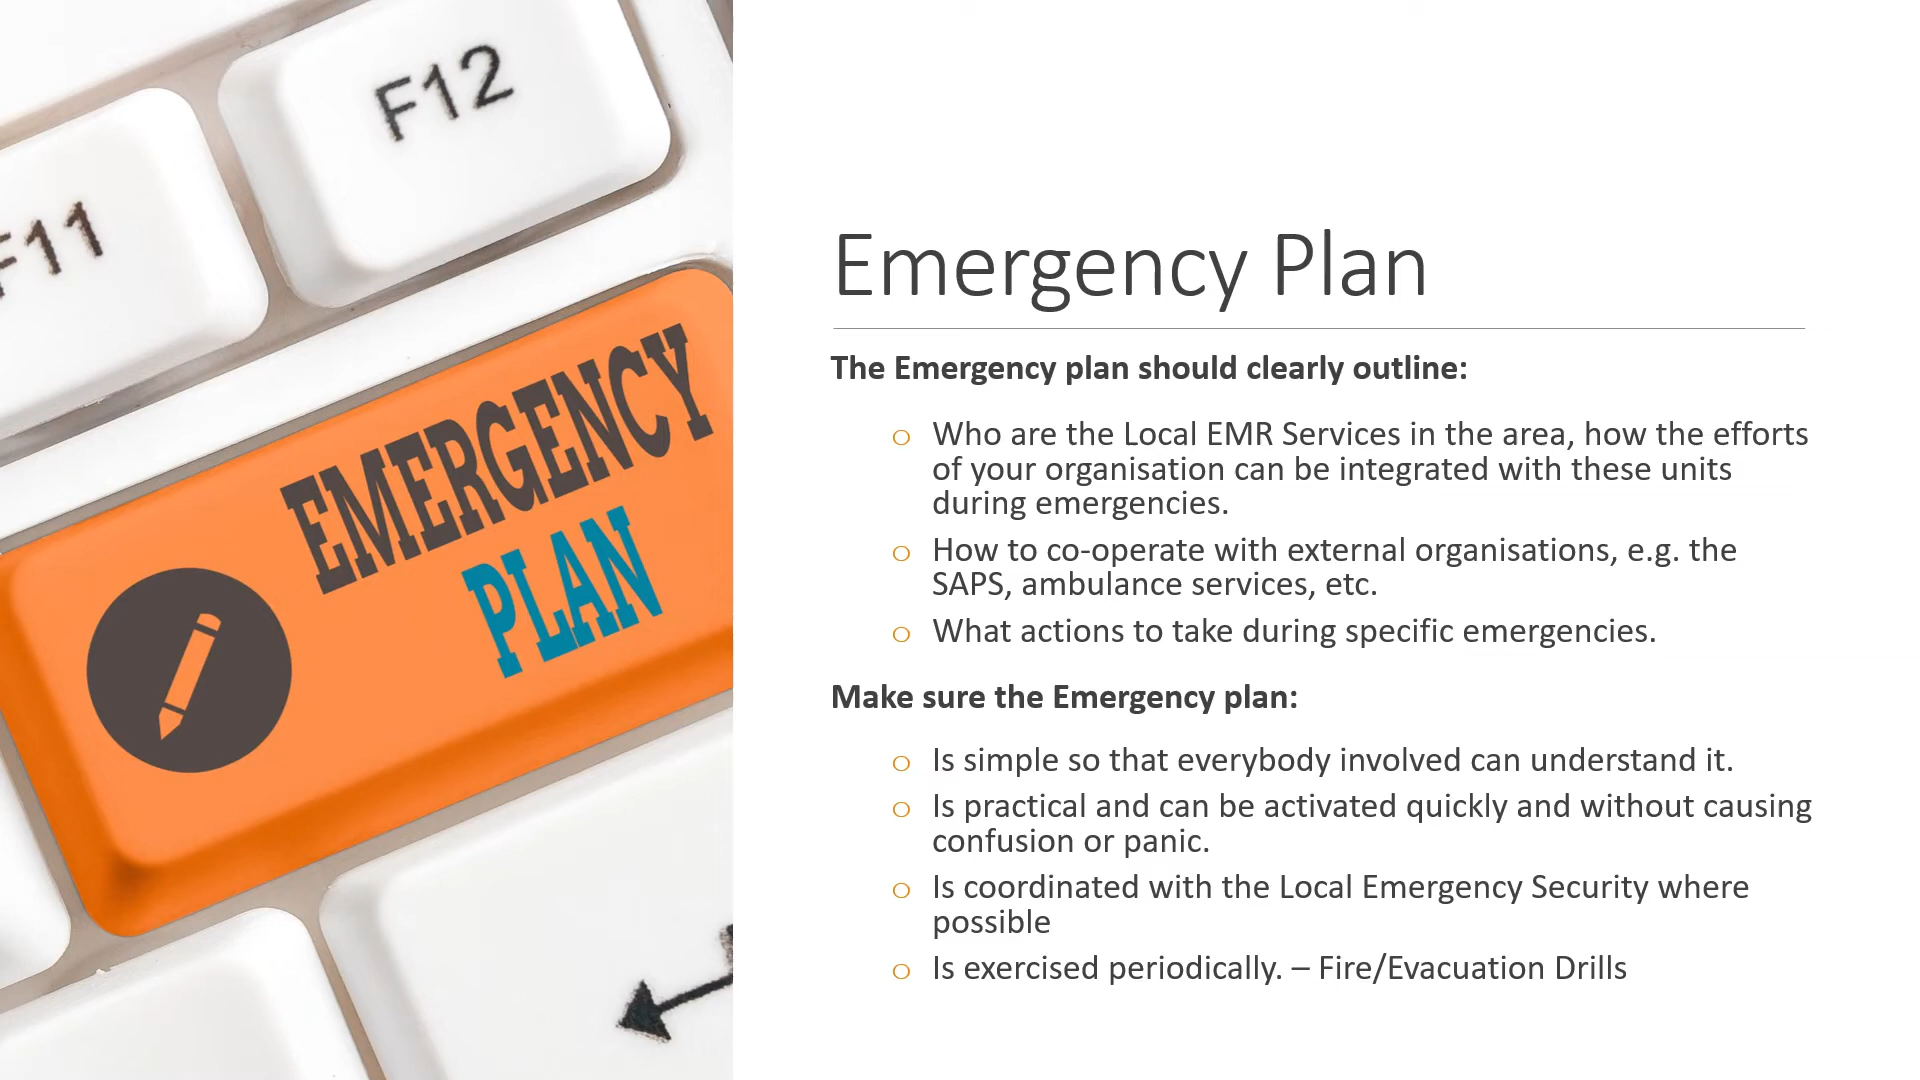 F12
F11
EMERGENCY
PLAN
Emergency Plan
The Emergency plan should clearly outline:
o Who are the Local EMR Services in the area, how the efforts
of your organisation can be integrated with these units
during emergencies.
o How to co-operate with external organisations, e.g. the
SAPS, ambulance services, etc.
o What actions to take during specific emergencies.
Make sure the Emergency plan:
o Is simple so that everybody involved can understand it.
o Is practical and can be activated quickly and without causing
confusion or panic.
o Is coordinated with the Local Emergency Security where
possible
o Is exercised periodically. – Fire/Evacuation Drills